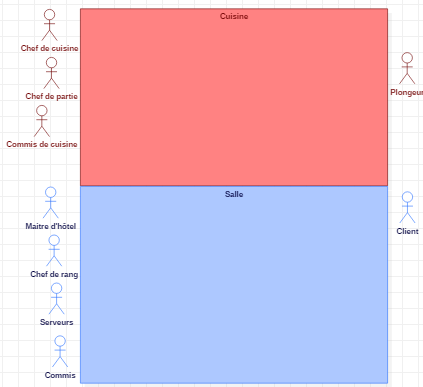 Cuisine
Chef de cuisine
Chef de partie
Plongeur
Commis de cuisine
Salle
Maitre d'hôtel
Client
Chef de rang
Serveurs
Commis